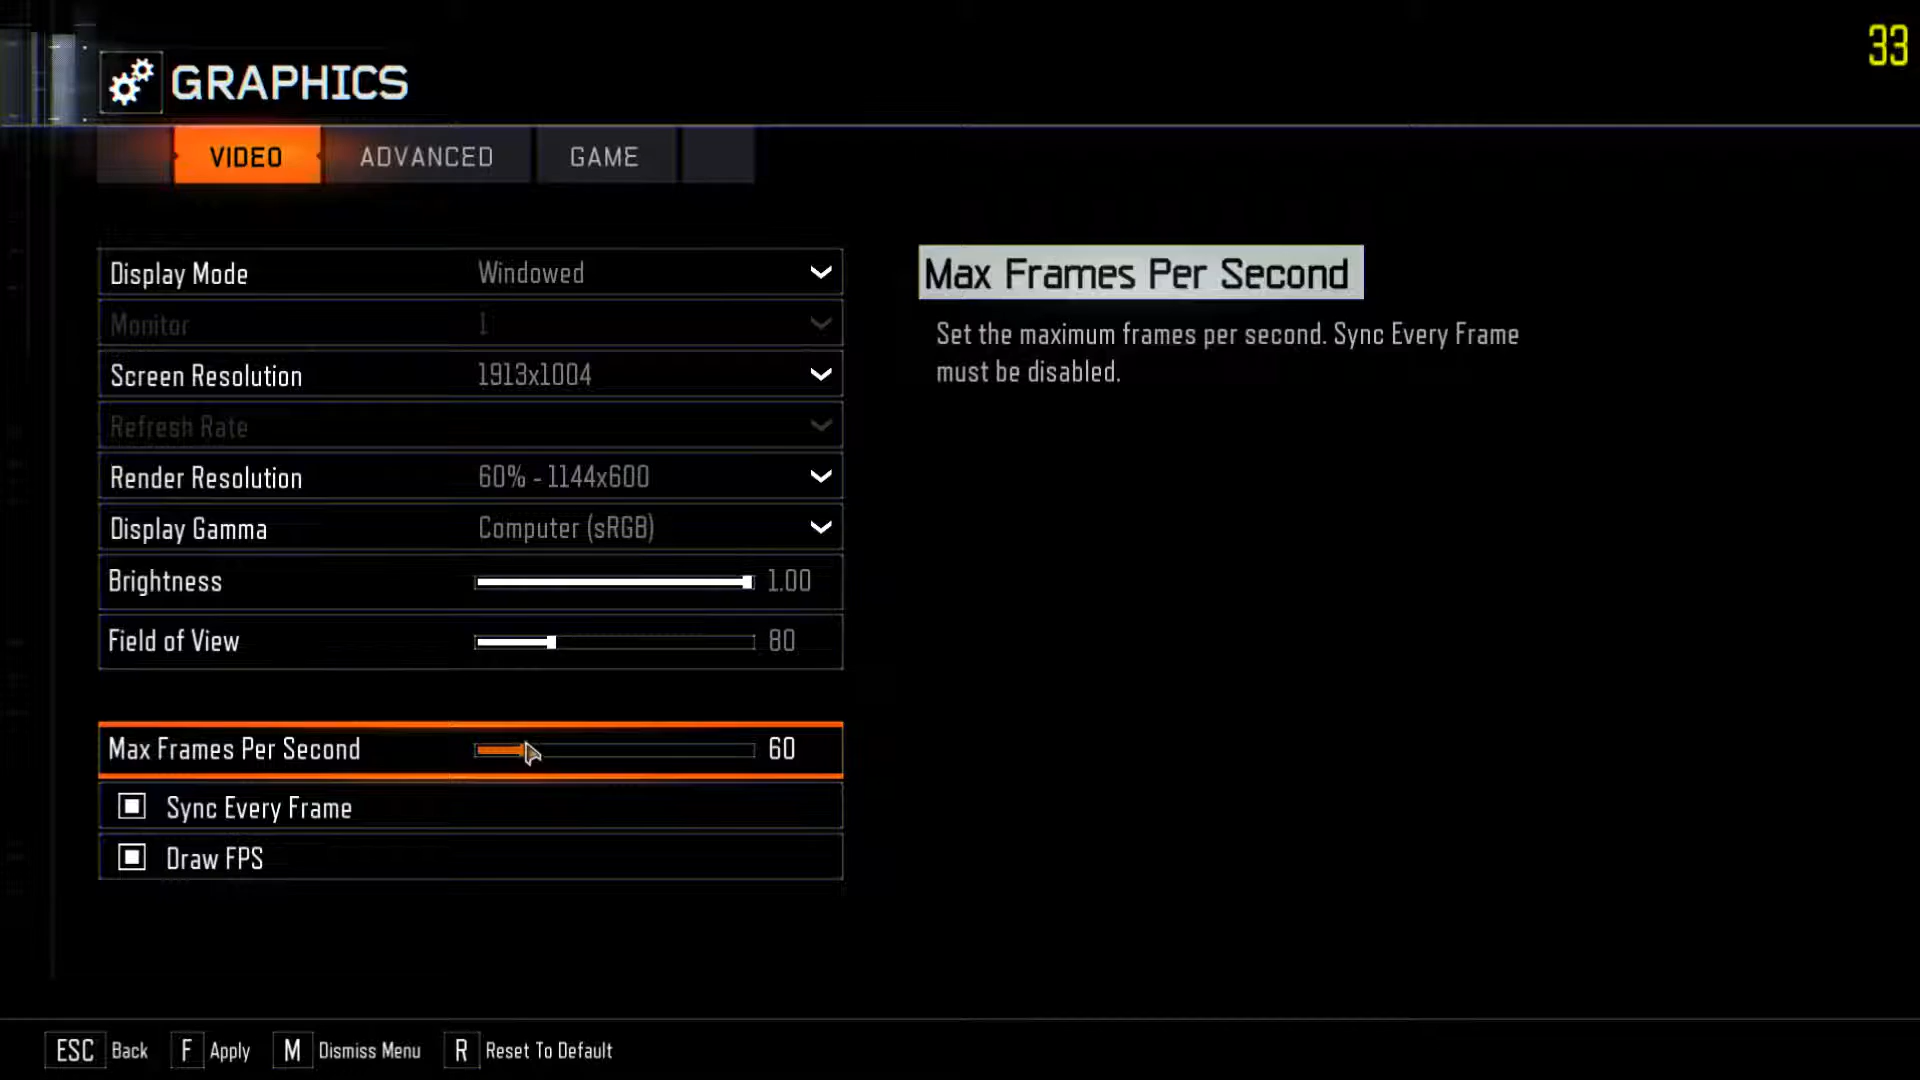 33
GRAPHICS
VIDEO ADVANCED GAME
Display Mode Windowed
Monitor 1
Screen Resolution 1913x1004
Refresh Rate
Render Resolution 60% - 1144x600
Display Gamma Computer (sRGB)
Brightness 1.00
Field of View 80
Max Frames Per Second 60
Sync Every Frame
Draw FPS
Max Frames Per Second
Set the maximum frames per second. Sync Every Frame
must be disabled.
ESC Back F Apply M Dismiss Menu R Reset To Default